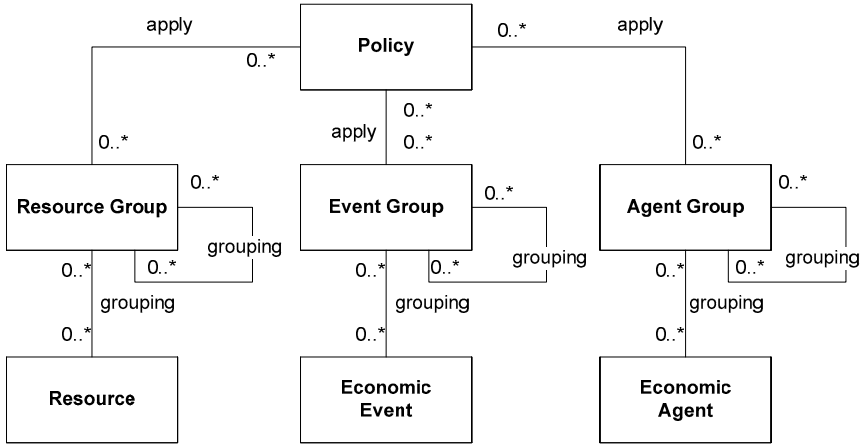 apply
0..*
apply
Policy
0..*
0..*
apply
0..*
0..*
0..*
0..*
Resource Group
0..*
Event Group
0..*
Agent Group
0..*
grouping
grouping
grouping
0..*
0..*
0..*
0..*
0..*
0..*
grouping
grouping
grouping
0..*
0..*
0..*
Resource
Economic
Event
Economic
Agent